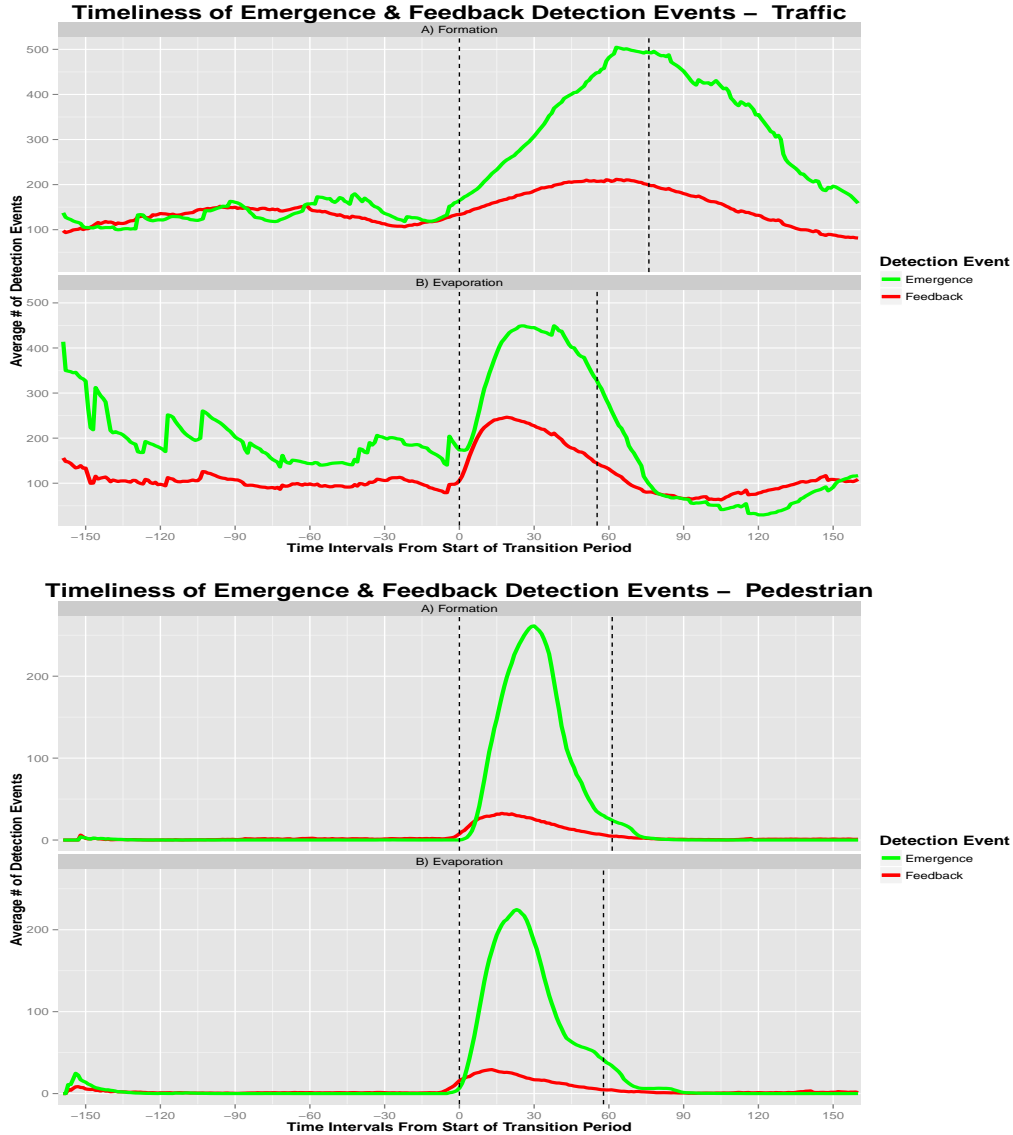 Timeliness of Emergence & Feedback Detection Events – Traffic
A) Formation
500
400
300
200
100
B) Evaporation
500
400
300
200
100
−150 −120 −90 −60 −30 0 30 60 90 120 150
Time Intervals From Start of Transition Period
Average # of Detection Events
Detection Event
Emergence
Feedback
Timeliness of Emergence & Feedback Detection Events – Pedestrian
A) Formation
200
100
0
B) Evaporation
200
100
0
−150 −120 −90 −60 −30 0 30 60 90 120 150
Time Intervals From Start of Transition Period
Average # of Detection Events
Detection Event
Emergence
Feedback